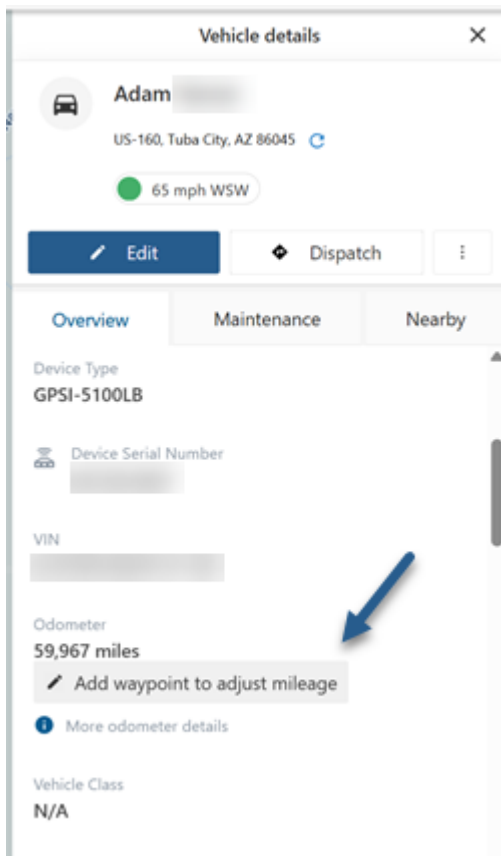 Vehicle details
Adam
US-160, Tuba City, AZ 86045
65 mph WSW
Edit
Dispatch
Overview
Maintenance
Nearby
Device Type
GPSI-5100LB
Device Serial Number
VIN
Odometer
59,967 miles
Add waypoint to adjust mileage
More odometer details
Vehicle Class
N/A